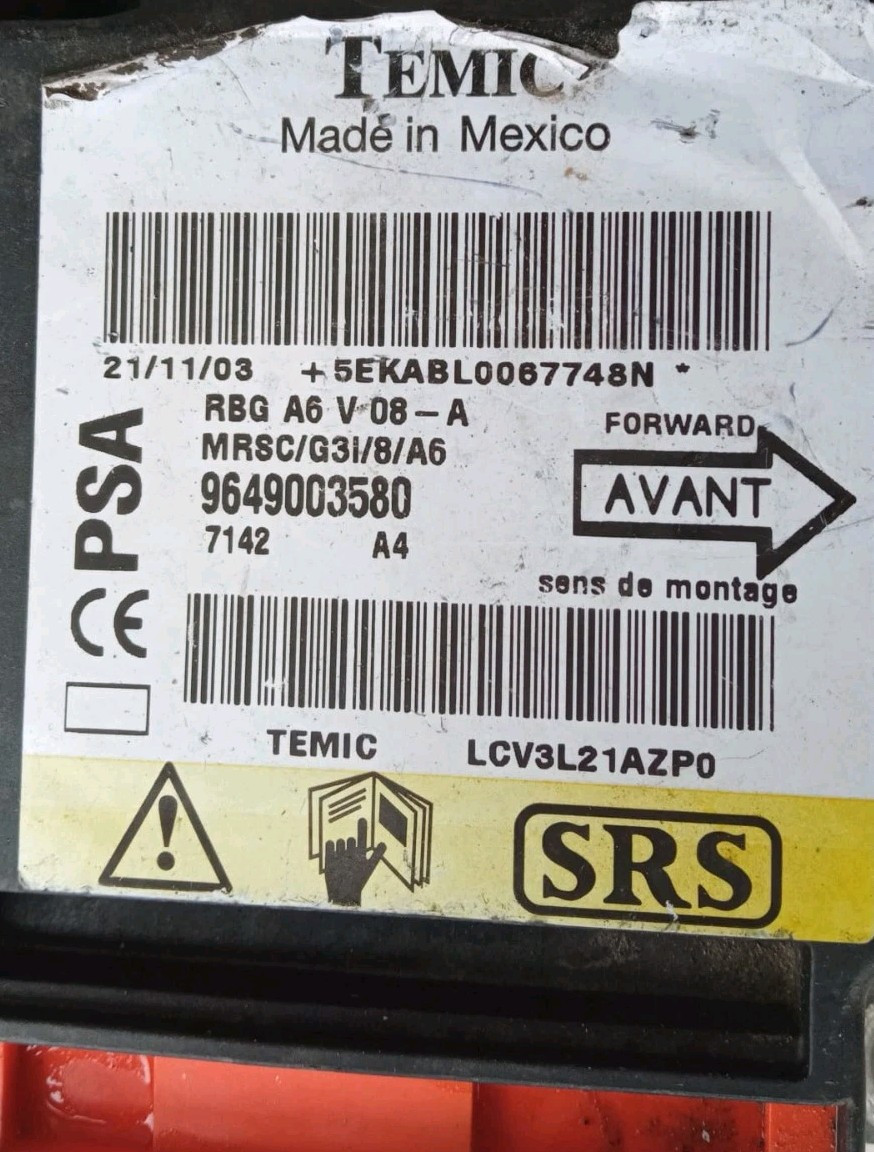 TEMIC
Made in Mexico
21/11/03 +5EKABL0067748N *
RBG A6 V 08-A
MRSC/G3I/8/A6
9649003580
7142 A4
PSA
CE
FORWARD
AVANT
sens de montage
TEMIC LCV3L21AZP0
SRS